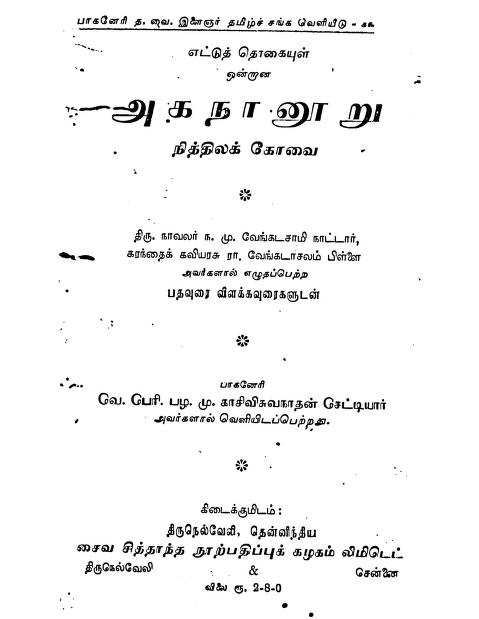 பாகனேரி த. வை. இளைஞர் தமிழ்ச் சங்க வெளியீடு -
எட்டுத் தொகையுள்
ஒன்றான
அகநானூறு
நித்திலக் கோவை
திரு. நாவலர் ந. மு. வேங்கடசாமி நாட்டார்,
கரந்தைக் கவியரசு ரா. வேங்கடாசலம் பிள்ளை
அவர்களால் எழுதப்பெற்ற
பதவுரை விளக்கவுரைகளுடன்
பாகனேரி
வே. பெரி. பழ. மு. காசிவிசுவநாதன் செட்டியார்
அவர்களால் வெளியிடப்பெற்றது.
கிடைக்குமிடம் :
திருநெல்வேலி, தென்னிந்திய
சைவ சித்தாந்த நூற்பதிப்புக் கழகம் லிமிடெட்
திருநெல்வேலி & சென்னை
விலை ரூ. 2-8-0